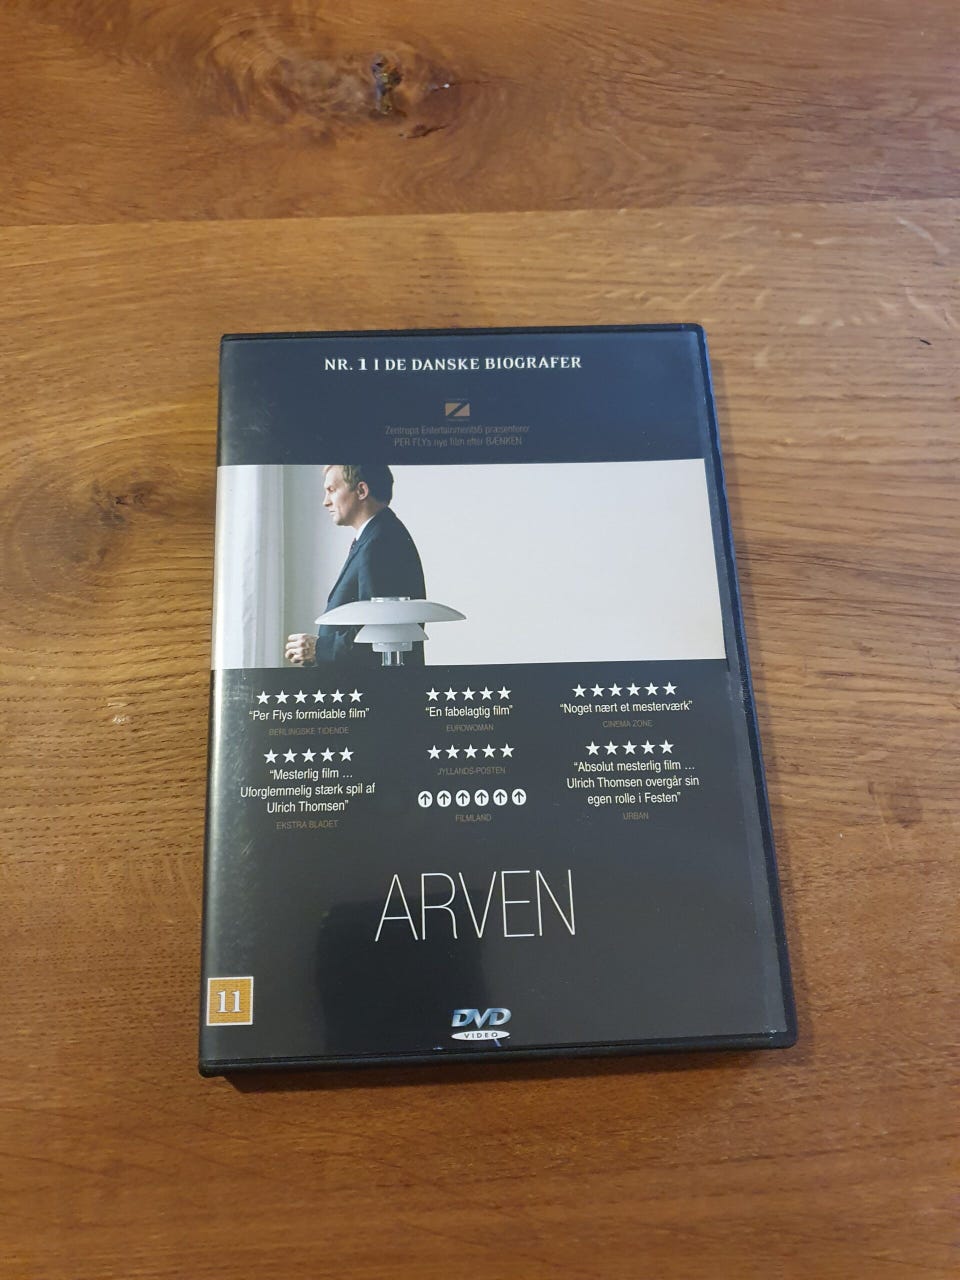 NR. 1 I DE DANSKE BIOGRAFER
Zentropa Entertainments6 præsenterer
PER FLYs nye film efter BÆNKEN
★★★★★★
"Per Flys formidable film"
BERLINGSKE TIDENDE
★★★★★
"En fabelagtig film"
EUROWOMAN
★★★★★★
"Noget nært et mesterværk"
CINEMA ZONE
★★★★★
"Mesterlig film ...
Uforglemmelig stærk spil af
Ulrich Thomsen"
EKSTRA BLADET
★★★★★
JYLLANDS-POSTEN
FILMLAND
★★★★★
"Absolut mesterlig film ...
Ulrich Thomsen overgår sin
egen rolle i Festen"
URBAN
ARVEN
11
DVD
VIDEO